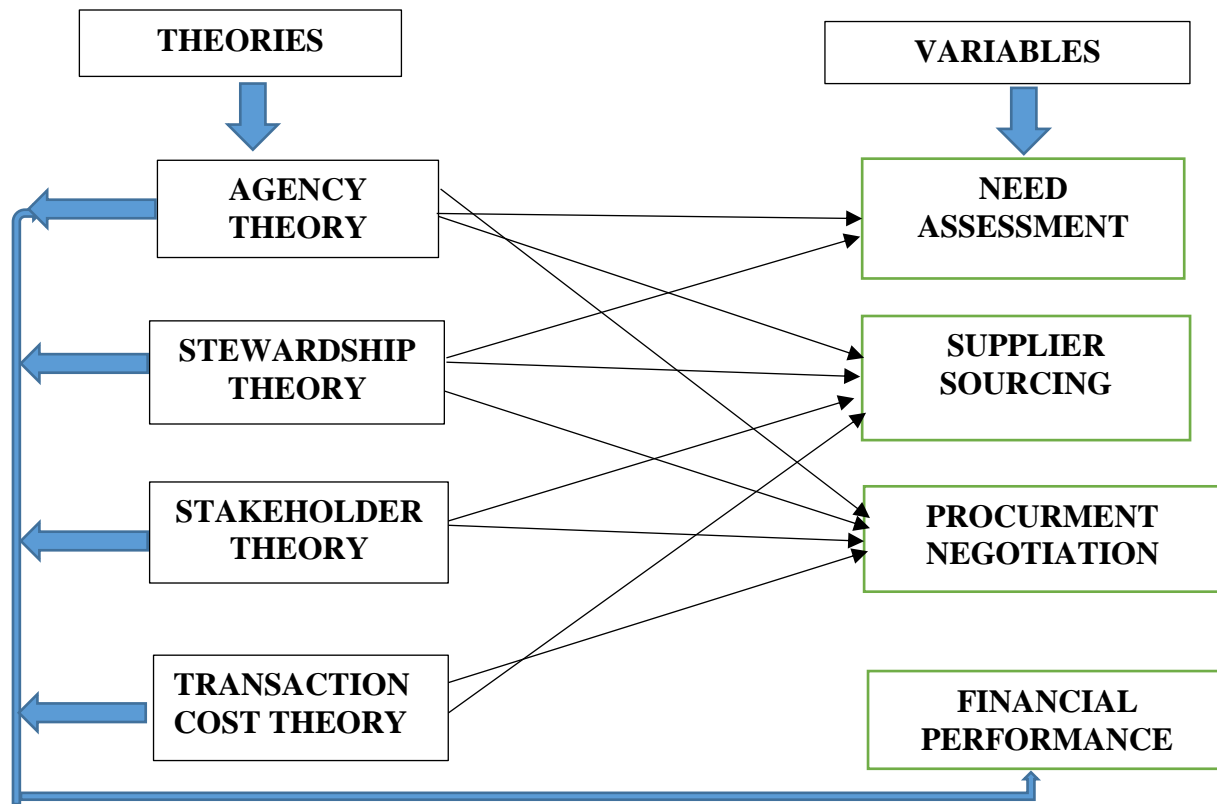 THEORIES
VARIABLES
AGENCY
THEORY
NEED
ASSESSMENT
STEWARDSHIP
THEORY
SUPPLIER
SOURCING
STAKEHOLDER
THEORY
PROCURMENT
NEGOTIATION
TRANSACTION
COST THEORY
FINANCIAL
PERFORMANCE